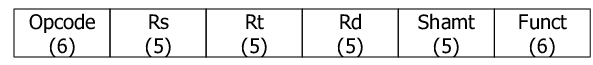 Opcode Rs Rt Rd Shamt Funct
(6) (5) (5) (5) (5) (6)